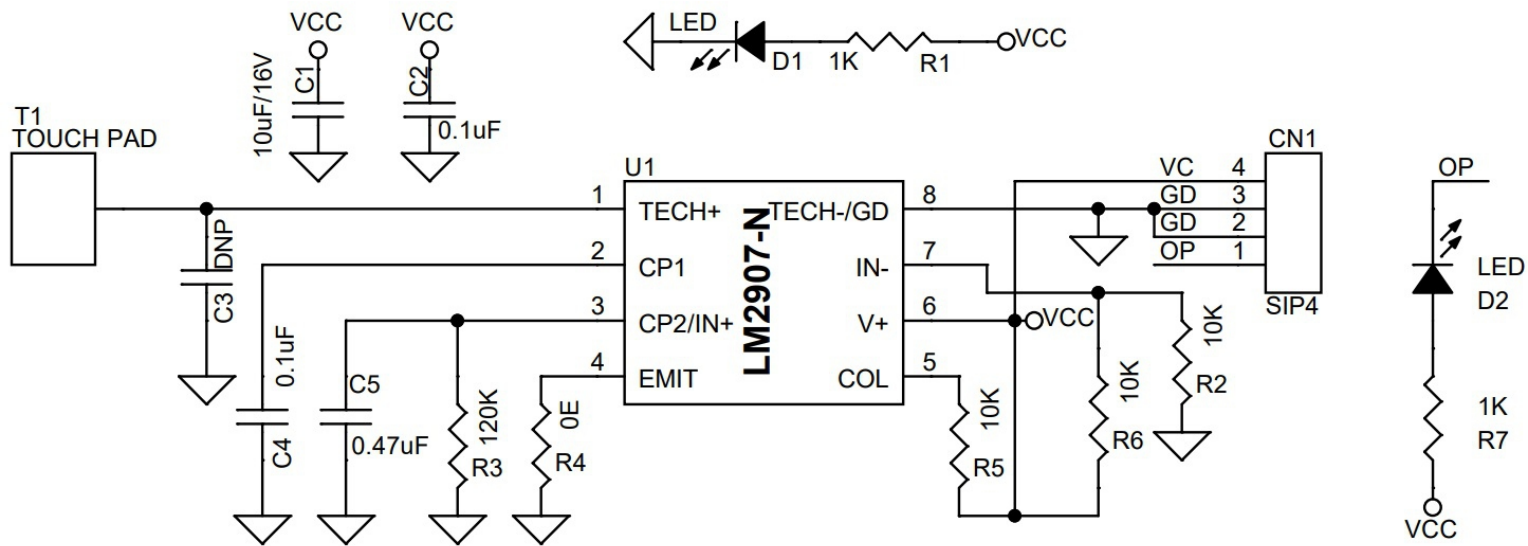 VCC
VCC
LED
VCC
C1
C2
D1
1K
R1
10uF/16V
0.1uF
T1
TOUCH PAD
U1
CN1
VC
4
OP
1
TECH+
TECH-/GD
8
GD
3
GD
2
DNP
2
CP1
IN-
7
OP
1
LED
D2
C3
SIP4
LM2907-N
3
CP2/IN+
V+
6
VCC
10K
0.1uF
4
EMIT
COL
5
R2
C5
0E
10K
10K
1K
120K
0.47uF
C4
R3
R4
R5
R6
R7
VCC